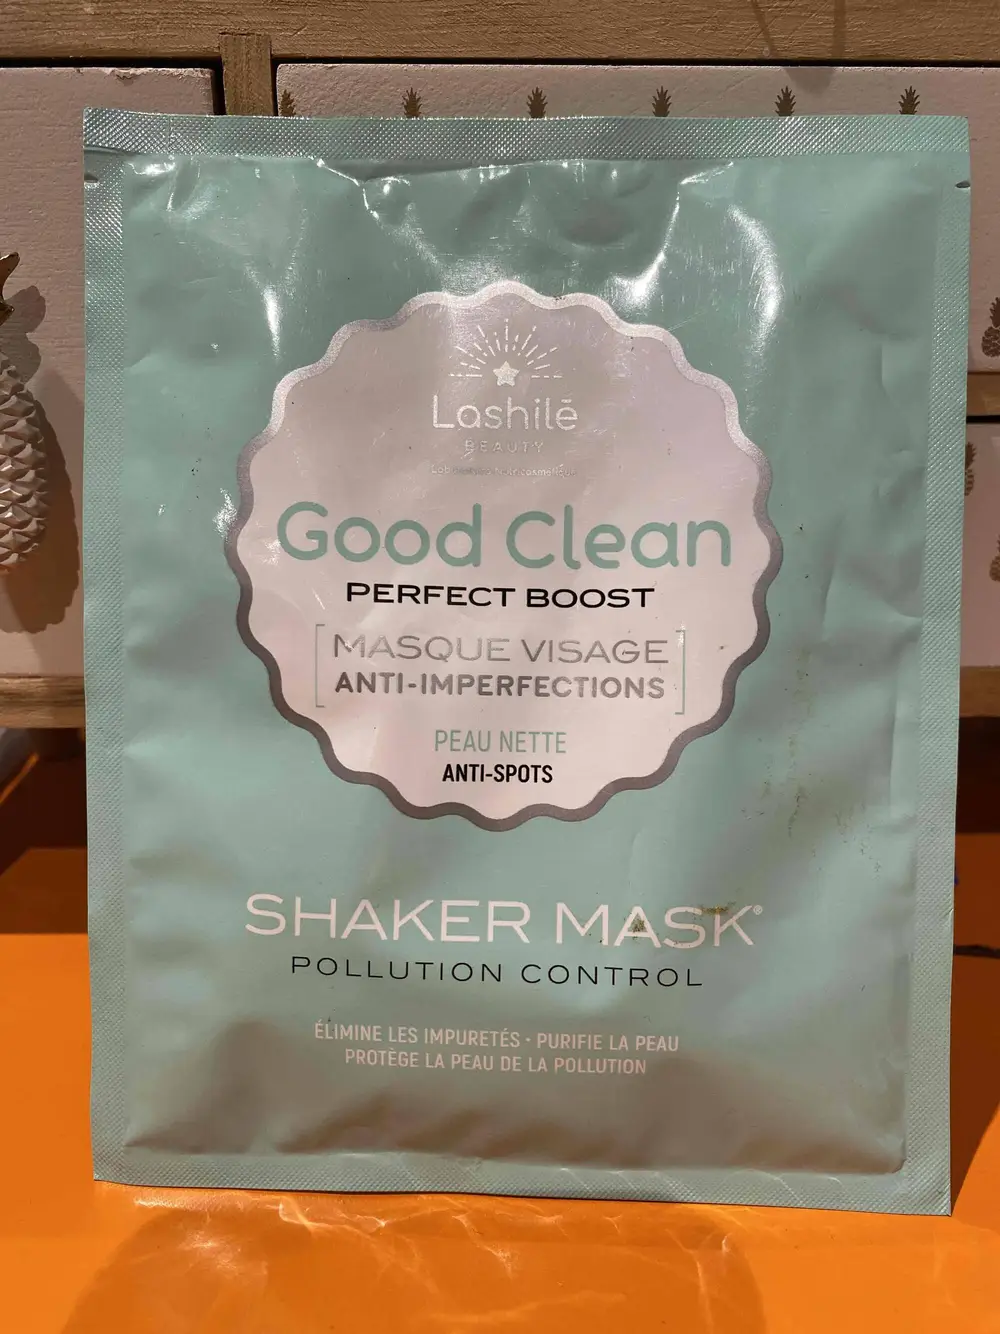 Lashilē
BEAUTY
Good Clean
PERFECT BOOST
MASQUE VISAGE
ANTI-IMPERFECTIONS
PEAU NETTE
ANTI-SPOTS
SHAKER MASK®
POLLUTION CONTROL
ÉLIMINE LES IMPURETÉS • PURIFIE LA PEAU
PROTÈGE LA PEAU DE LA POLLUTION